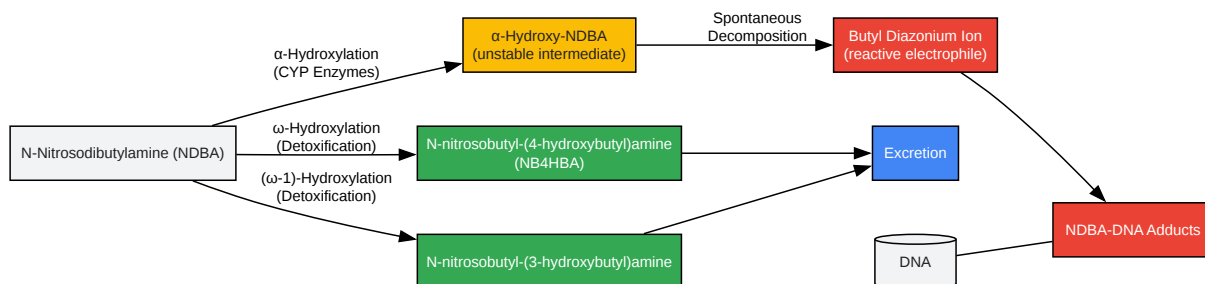 Spontaneous
Decomposition
α-Hydroxy-NDBA
(unstable intermediate)
Butyl Diazonium Ion
(reactive electrophile)
α-Hydroxylation
(CYP Enzymes)
N-Nitrosodibutylamine (NDBA)
ω-Hydroxylation
(Detoxification)
N-nitrosobutyl-(4-hydroxybutyl)amine
(NB4HBA)
Excretion
(ω-1)-Hydroxylation
(Detoxification)
N-nitrosobutyl-(3-hydroxybutyl)amine
DNA
NDBA-DNA Adducts